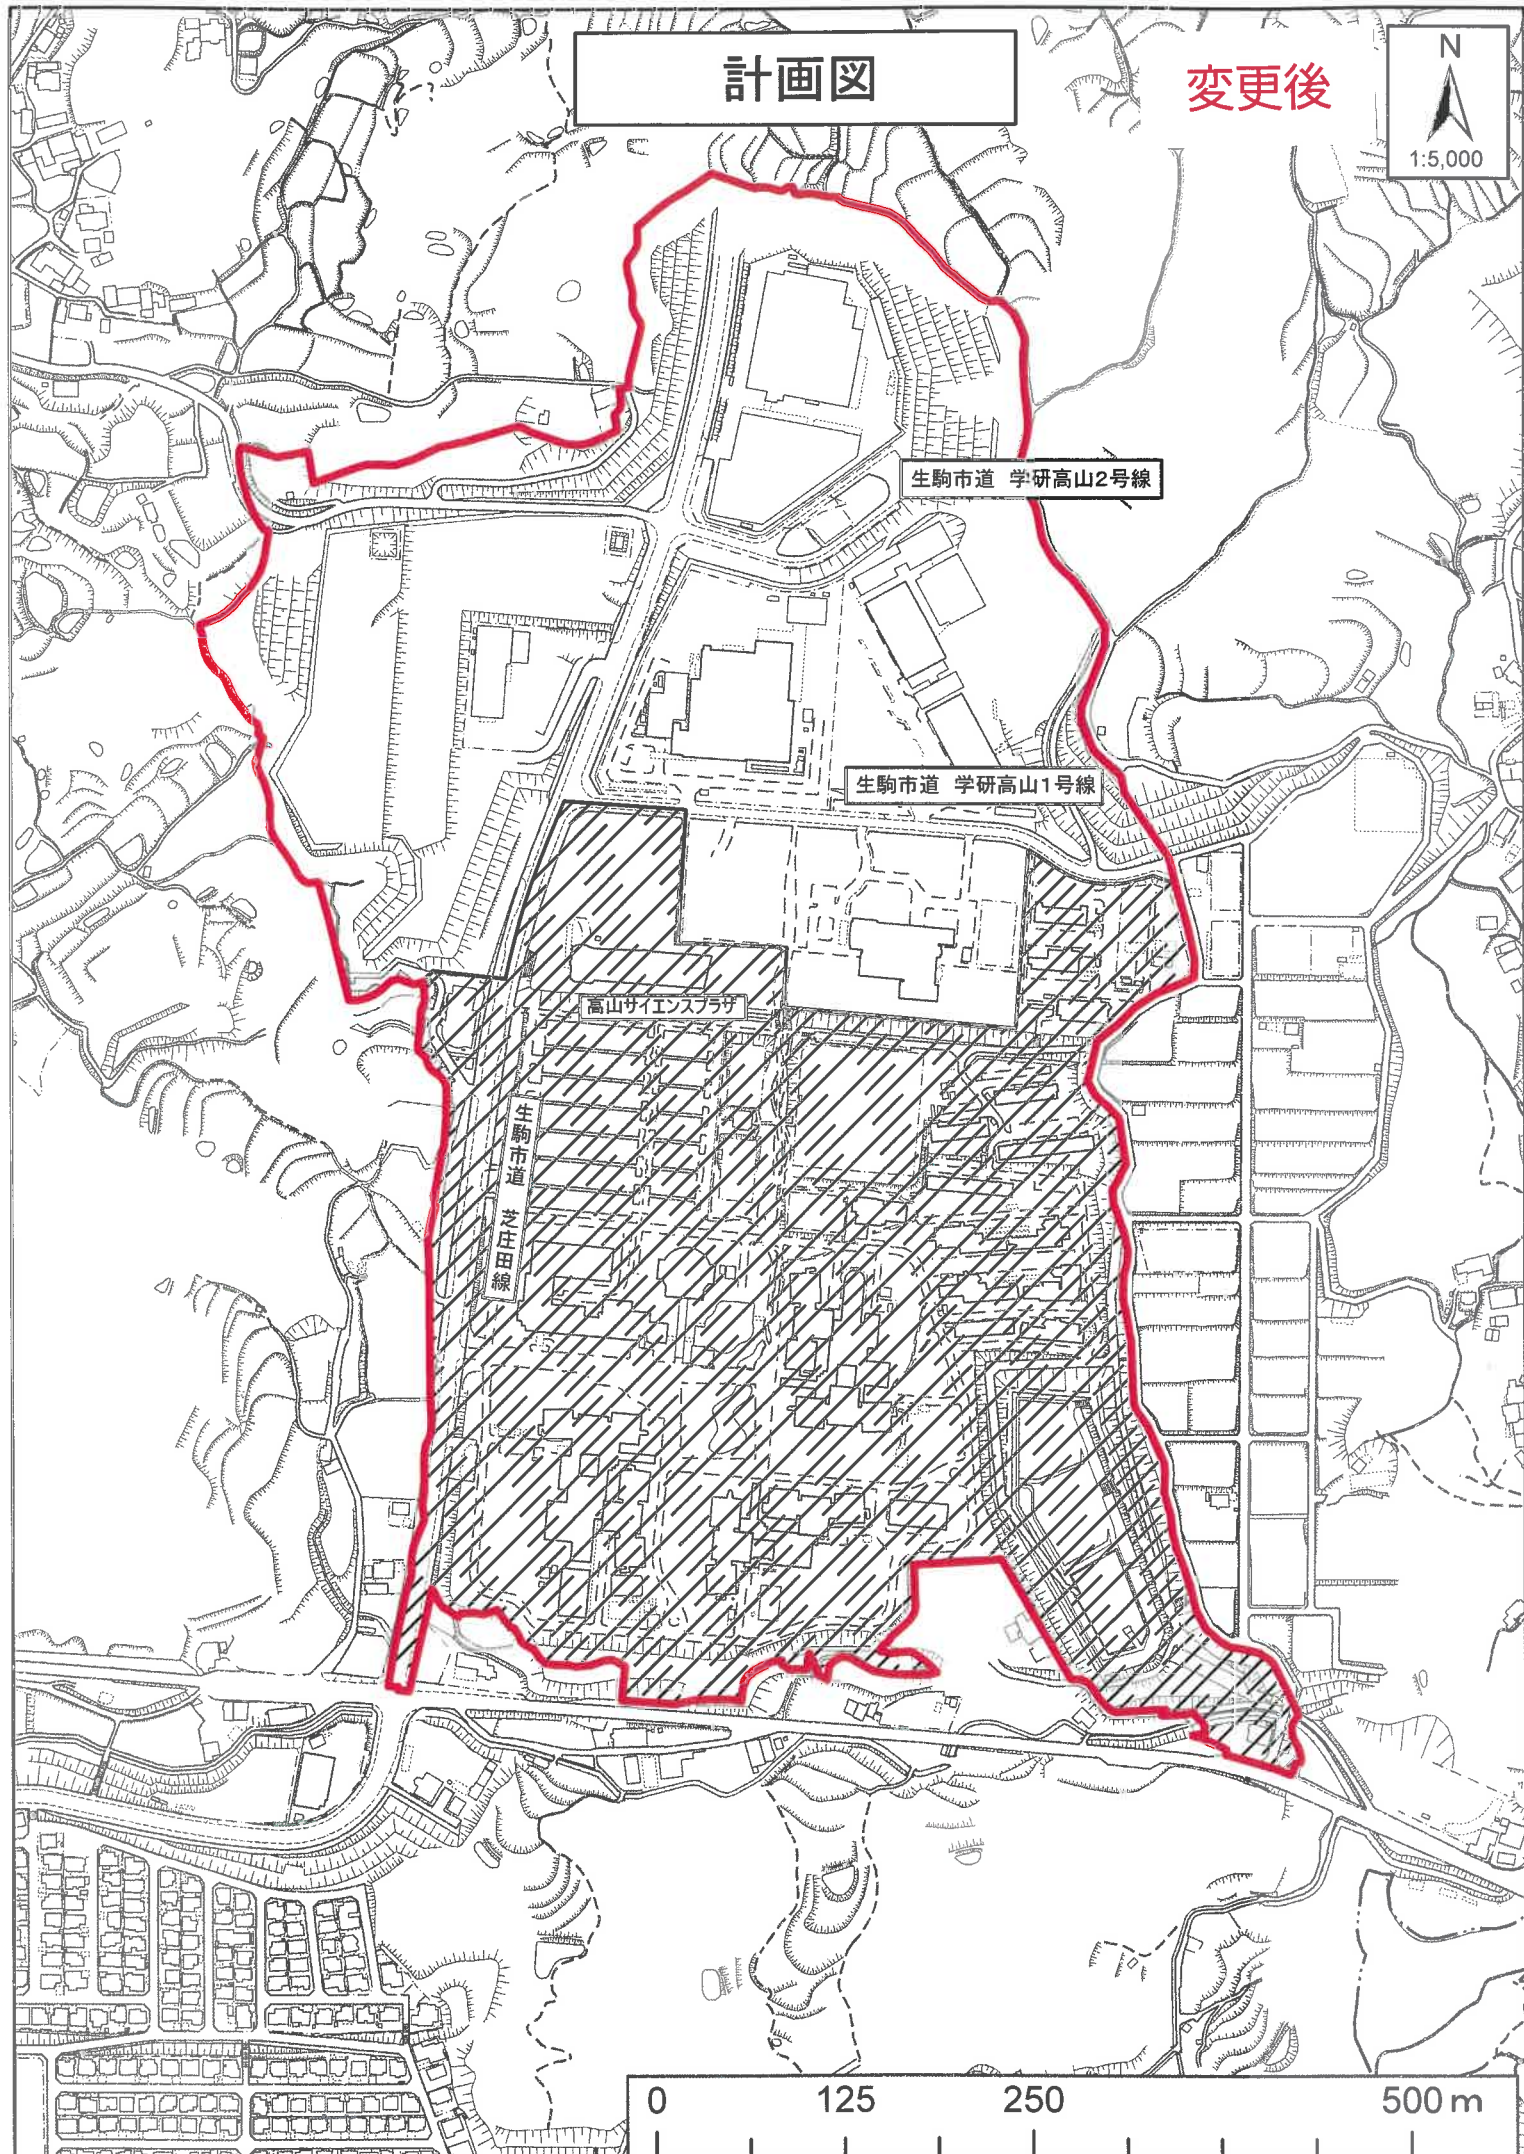 計画図
変更後
N
1:5,000
生駒市道 学研高山2号線
生駒市道 学研高山1号線
高山サイエンスプラザ
生駒市道 芝庄田線
0 125 250 500 m